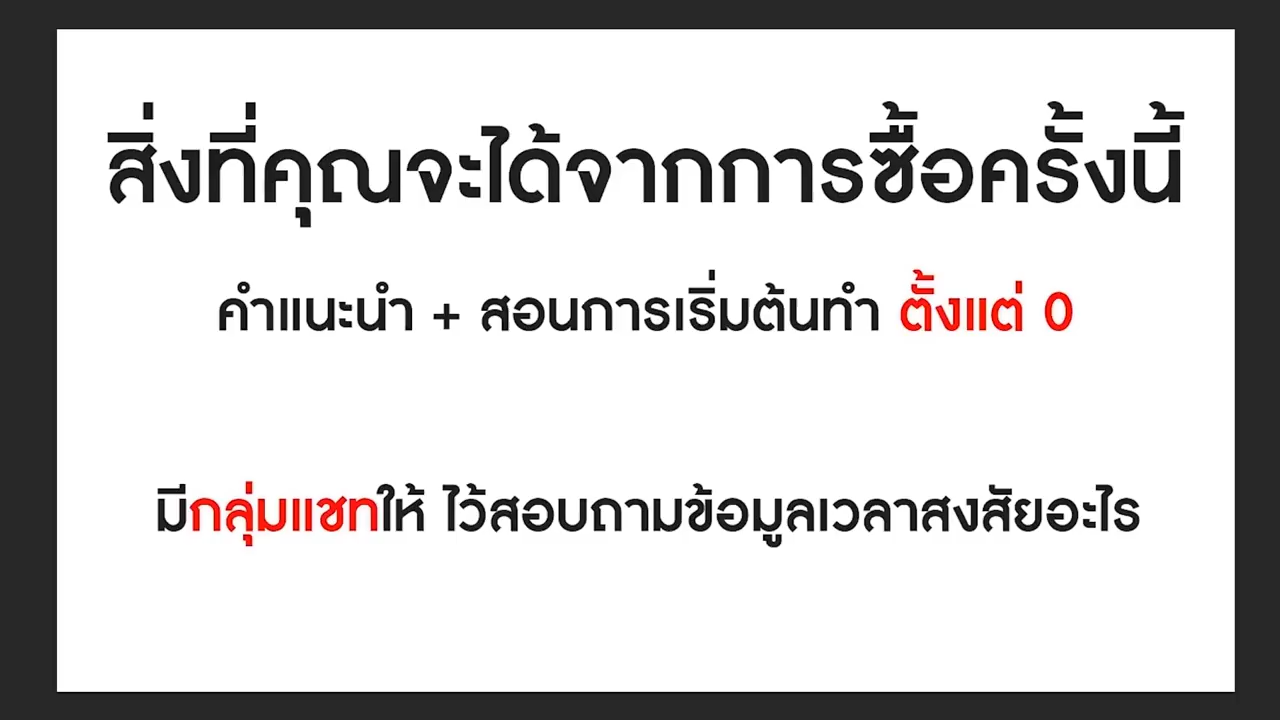 สิ่งที่คุณจะได้จากการซื้อครั้งนี้
คำแนะนำ + สอนการเริ่มต้นทำ ตั้งแต่ 0
มีกลุ่มแชทให้ ไว้สอบถามข้อมูลเวลาสงสัยอะไร